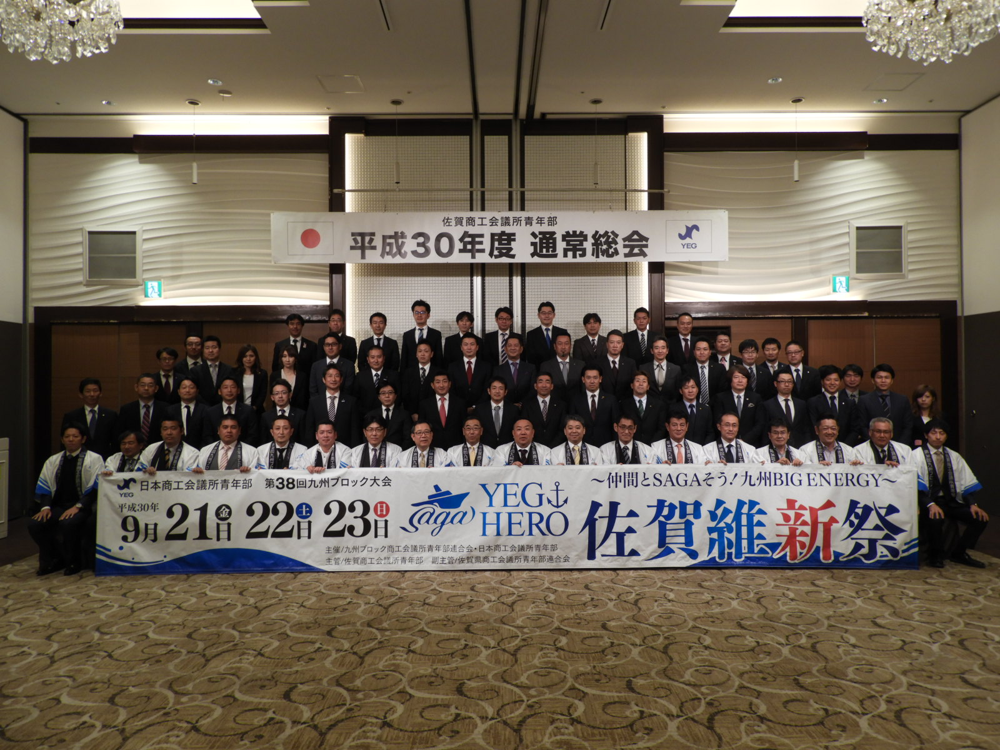 佐賀商工会議所青年部
平成30年度 通常総会
YEG
YEG
日本商工会議所青年部 第38回九州ブロック大会
平成30年
9月21日金 22日土 23日日
Saga
YEG
HERO
主催/九州ブロック商工会議所青年部連合会・日本商工会議所青年部
主管/佐賀商工会議所青年部 副主管/佐賀県商工会議所青年部連合会
～仲間とSAGAそう！九州BIG ENERGY～
佐賀維新祭